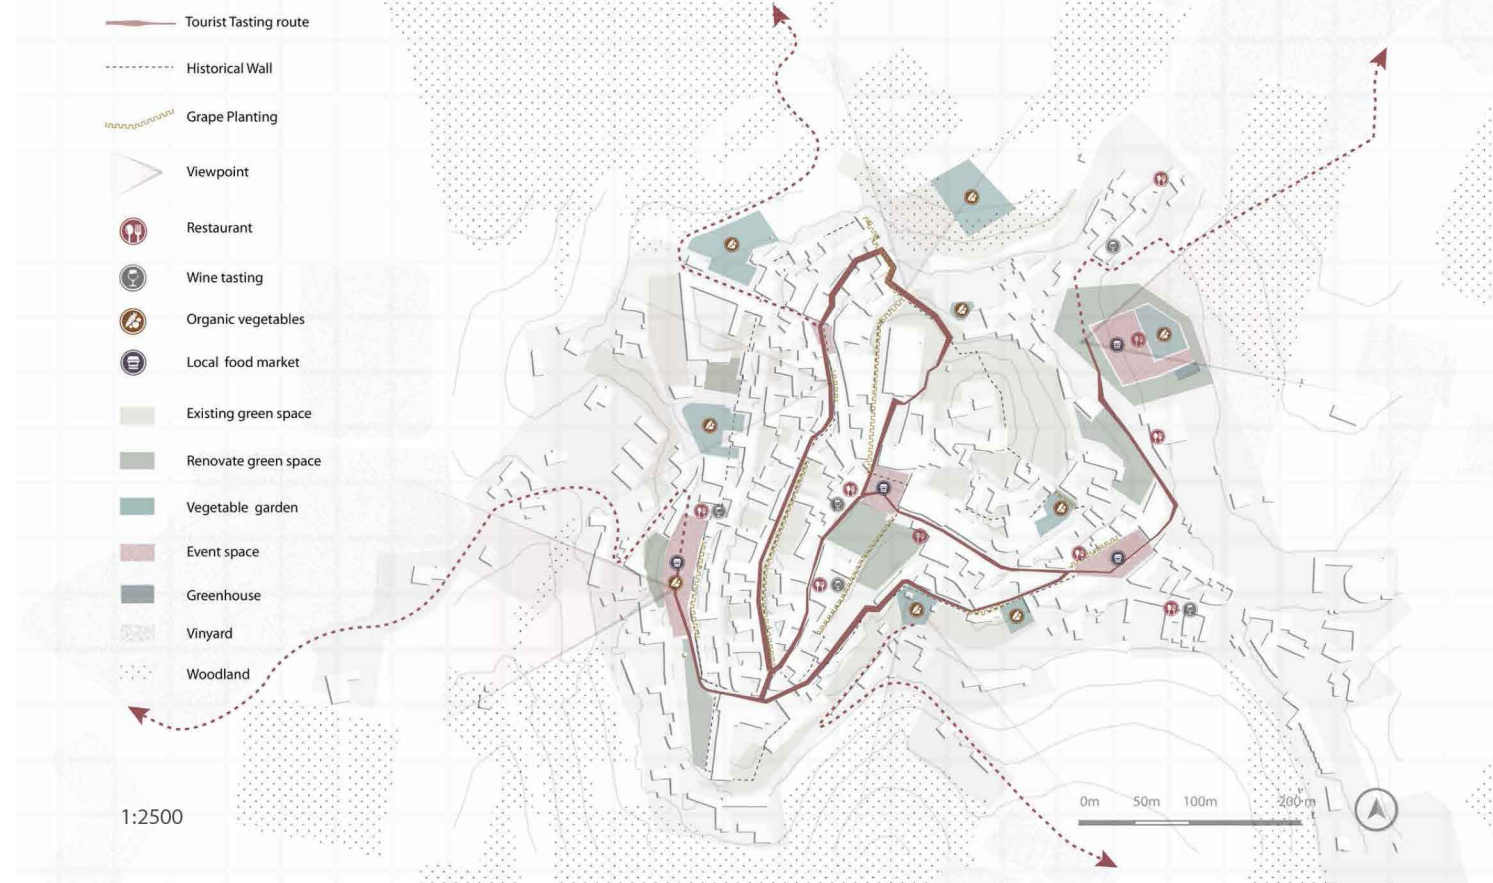 Tourist Tasting route
Historical Wall
Grape Planting
Viewpoint
Restaurant
Wine tasting
Organic vegetables
Local food market
Existing green space
Renovate green space
Vegetable garden
Event space
Greenhouse
Vinyard
Woodland
1:2500
0m 50m 100m 200 m